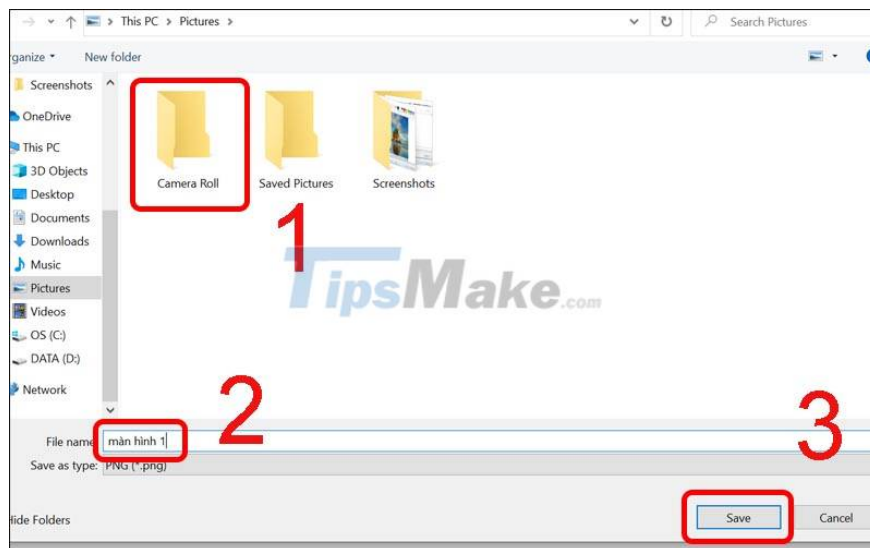 This PC > Pictures >
Search Pictures
rganize
New folder
Screenshots
OneDrive
This PC
3D Objects
Desktop
Documents
Downloads
Music
Pictures
Videos
OS (C:)
DATA (D:)
Network
Camera Roll
Saved Pictures
Screenshots
1
TipsMake.com
2
3
File name
màn hình 1
Save as type: PNG (*.png)
Hide Folders
Save
Cancel